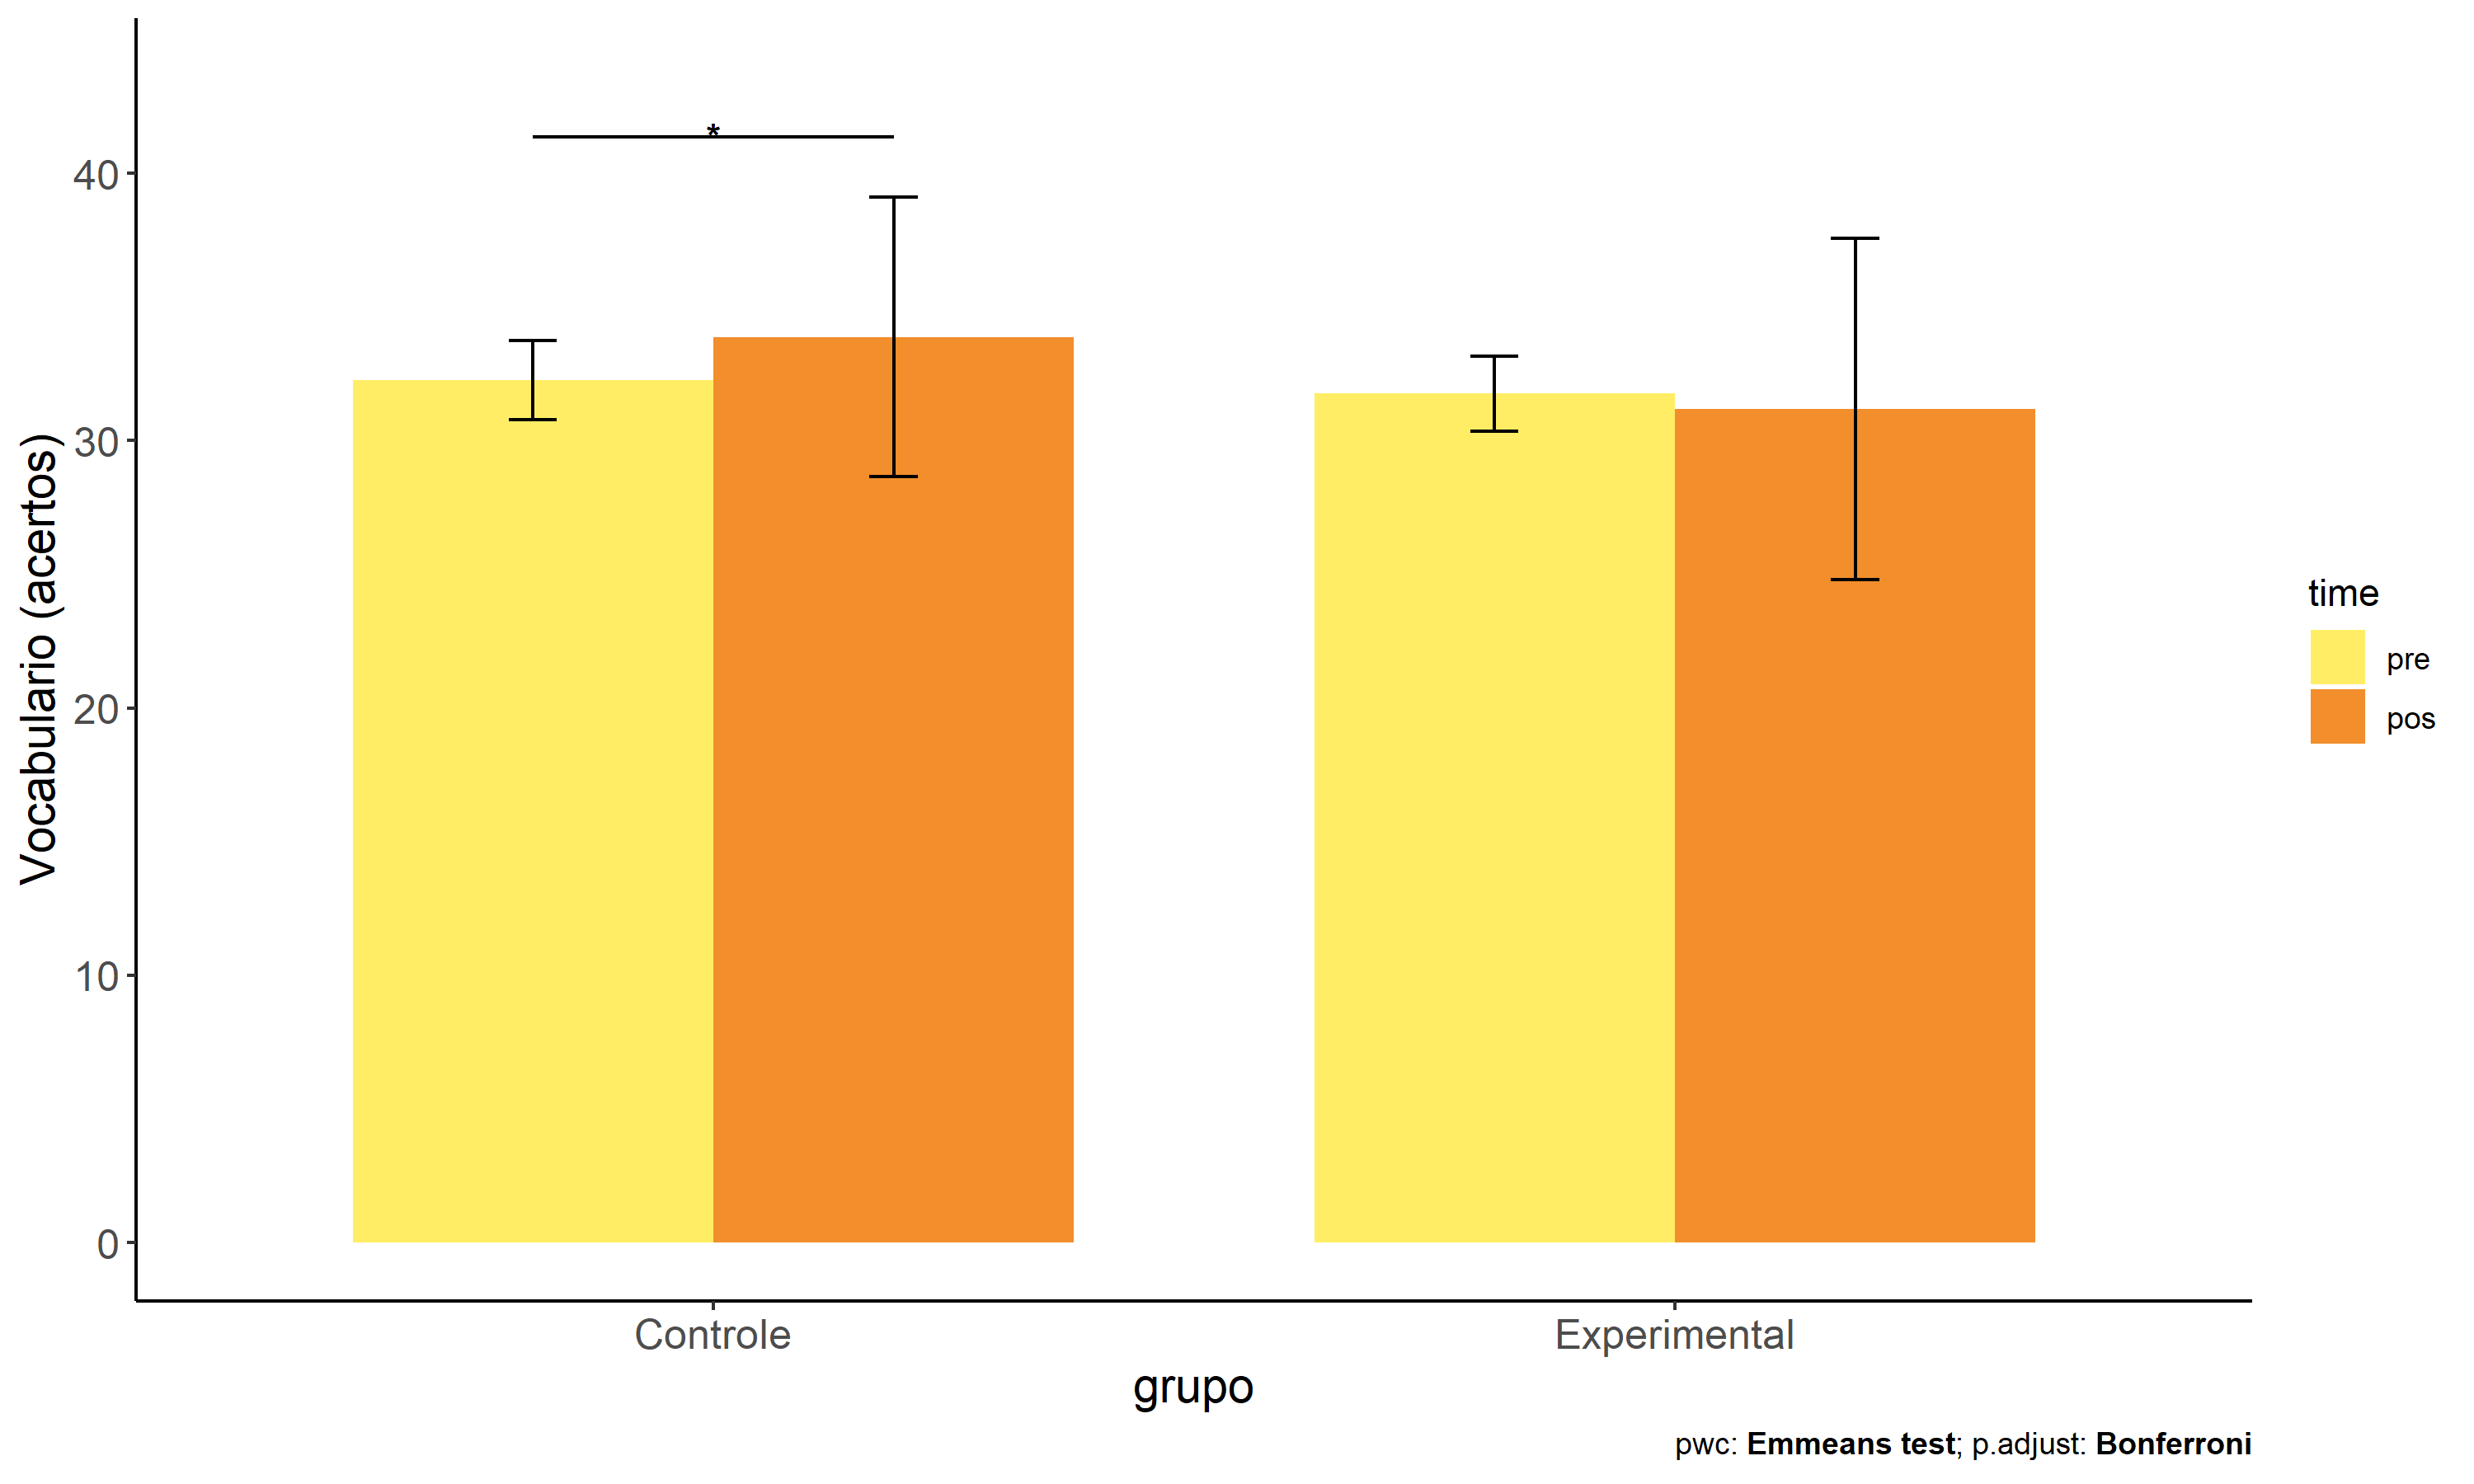 *
Vocabulario (acertos)
40
30
20
10
0
Controle
Experimental
grupo
time
pre
pos
pwc: Emmeans test; p.adjust: Bonferroni